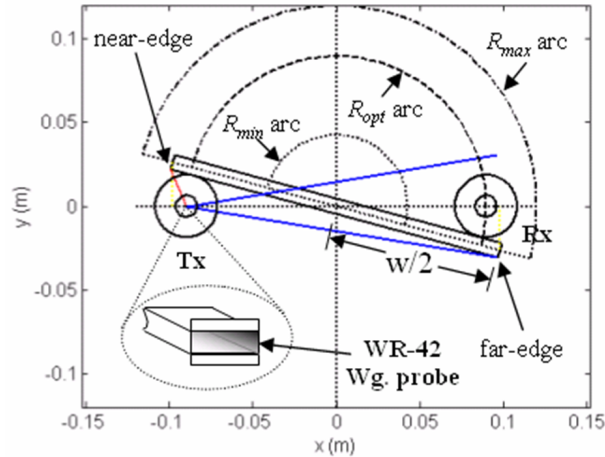 0.1
0.05
0
-0.05
-0.1
y (m)
near-edge
R_max arc
R_opt arc
R_min arc
Tx
Rx
W/2
far-edge
WR-42
Wg. probe
-0.15
-0.1
-0.05
0
0.05
0.1
0.15
x (m)